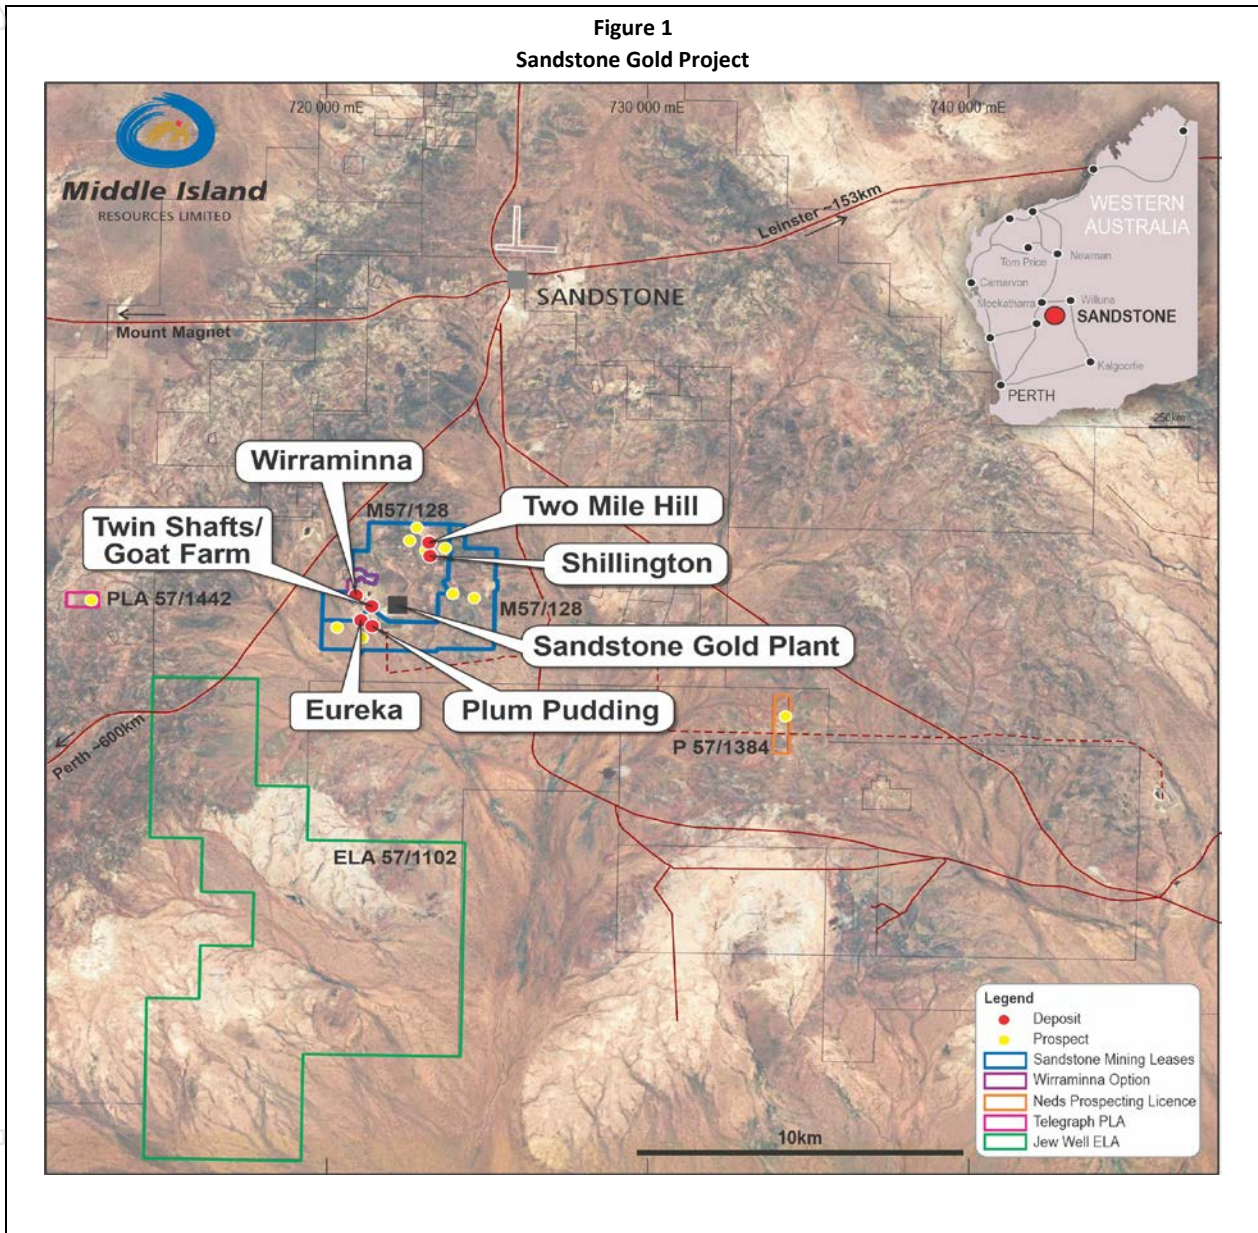 Figure 1
Sandstone Gold Project
720 000 mE
730 000 mE
740 000 mE
Middle Island
RESOURCES LIMITED
Leinster ~153km
SANDSTONE
Mount Magnet
WESTERN
AUSTRALIA
Tom Price
Newman
Carnarvon
Meekatharra
Wiluna
SANDSTONE
Kalgoorlie
PERTH
250km
Wirraminna
M57/128
Two Mile Hill
Twin Shafts/
Goat Farm
Shillington
PLA 57/1442
M57/128
Sandstone Gold Plant
Eureka
Plum Pudding
Perth ~600km
P 57/1384
ELA 57/1102
Legend
Deposit
Prospect
Sandstone Mining Leases
Wirraminna Option
Neds Prospecting Licence
Telegraph PLA
Jew Well ELA
10km